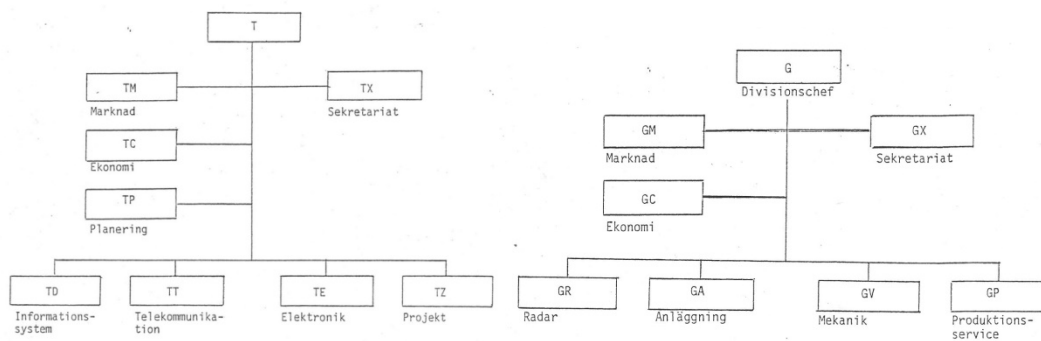 T
TM
TX
Marknad
Sekretariat
TC
Ekonomi
TP
Planering
TD
TT
TE
TZ
Informations-
system
Telekommunika-
tion
Elektronik
Projekt
G
Divisionschef
GM
GX
Marknad
Sekretariat
GC
Ekonomi
GR
GA
GV
GP
Radar
Anläggning
Mekanik
Produktions-
service